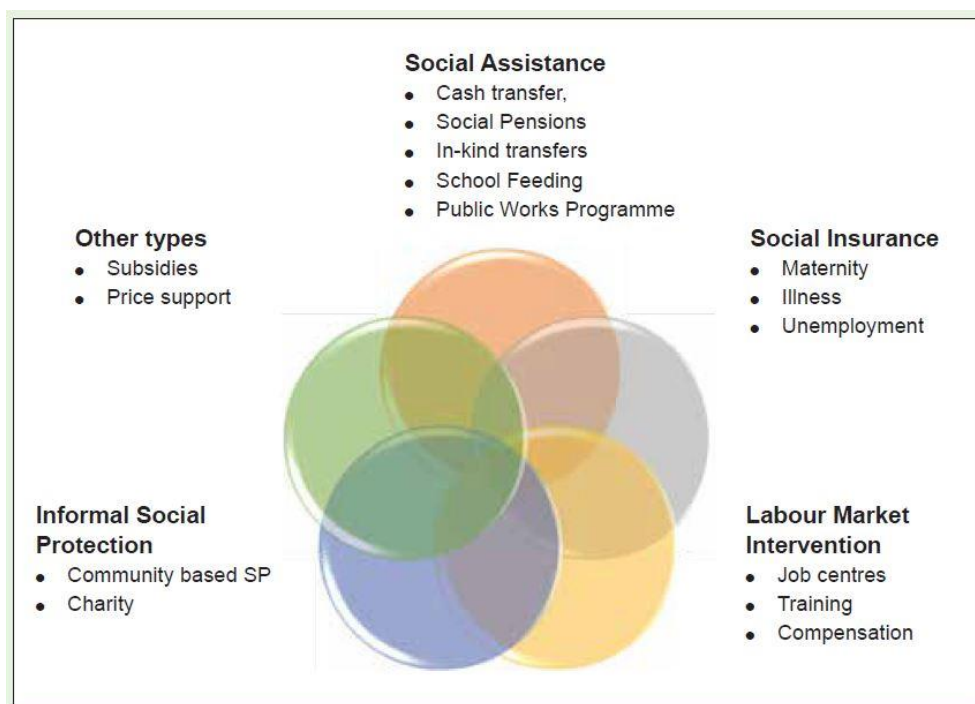 Social Assistance
● Cash transfer,
● Social Pensions
● In-kind transfers
● School Feeding
● Public Works Programme
Other types
● Subsidies
● Price support
Social Insurance
● Maternity
● Illness
● Unemployment
Informal Social
Protection
● Community based SP
● Charity
Labour Market
Intervention
● Job centres
● Training
● Compensation